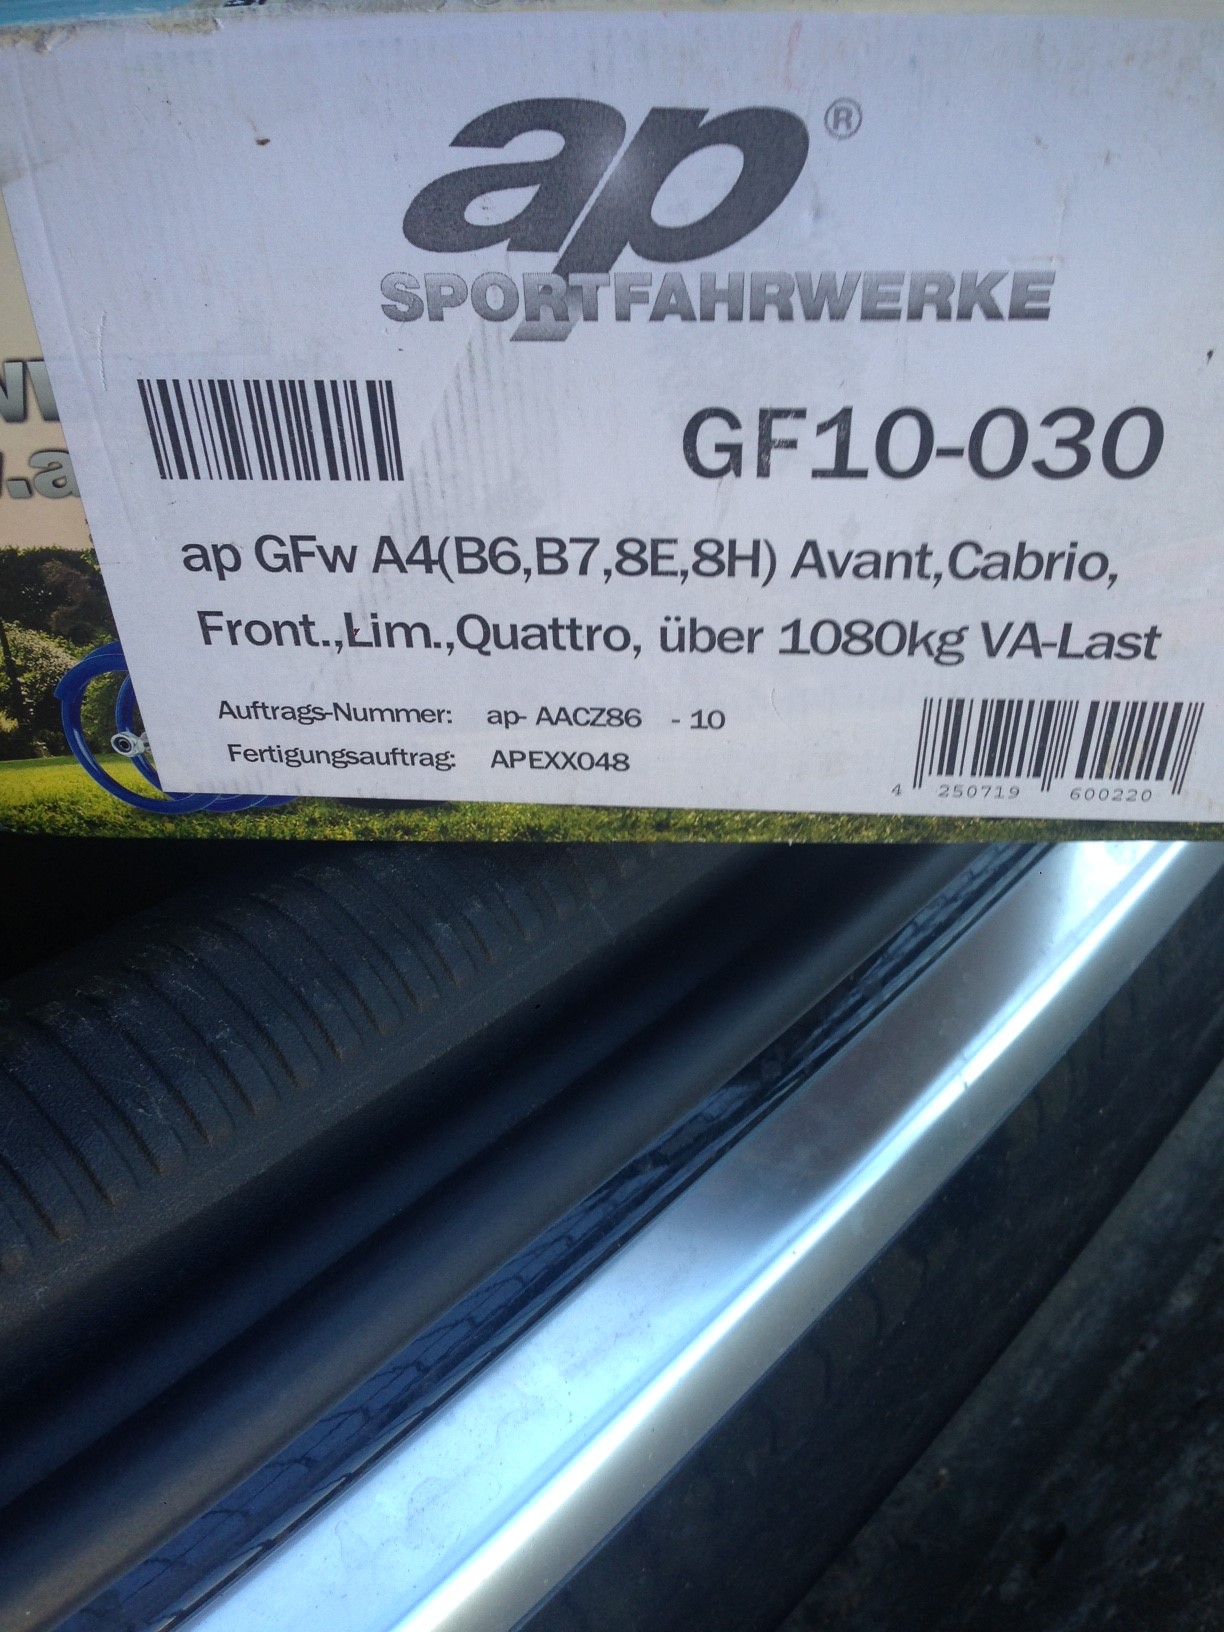 ap®
SPORTFAHRWERKE
GF10-030
ap GFw A4(B6,B7,8E,8H) Avant,Cabrio,
Front.,Lim.,Quattro, über 1080kg VA-Last
Auftrags-Nummer: ap- AACZ86 - 10
Fertigungsauftrag: APEXX048
4 250719 600220